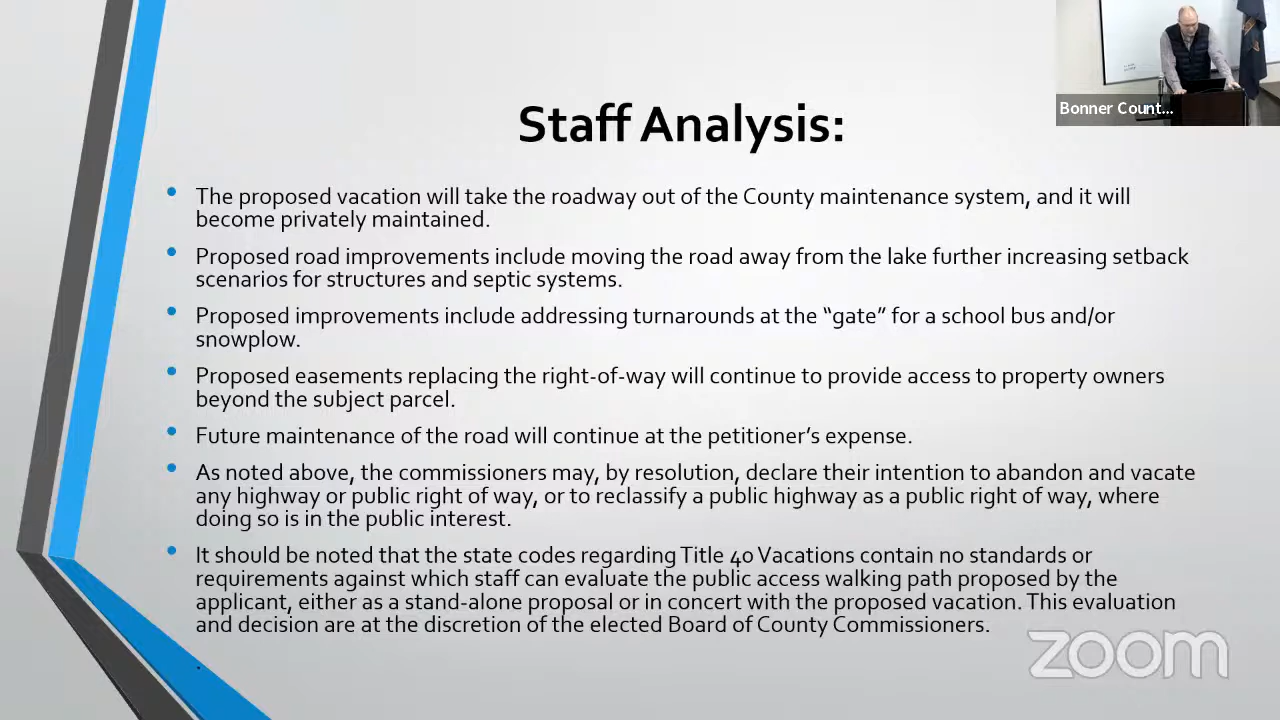 Bonner Count...
Staff Analysis:
• The proposed vacation will take the roadway out of the County maintenance system, and it will
become privately maintained.
• Proposed road improvements include moving the road away from the lake further increasing setback
scenarios for structures and septic systems.
• Proposed improvements include addressing turnarounds at the “gate” for a school bus and/or
snowplow.
• Proposed easements replacing the right-of-way will continue to provide access to property owners
beyond the subject parcel.
• Future maintenance of the road will continue at the petitioner’s expense.
• As noted above, the commissioners may, by resolution, declare their intention to abandon and vacate
any highway or public right of way, or to reclassify a public highway as a public right of way, where
doing so is in the public interest.
• It should be noted that the state codes regarding Title 40 Vacations contain no standards or
requirements against which staff can evaluate the public access walking path proposed by the
applicant, either as a stand-alone proposal or in concert with the proposed vacation. This evaluation
and decision are at the discretion of the elected Board of County Commissioners.
zoom